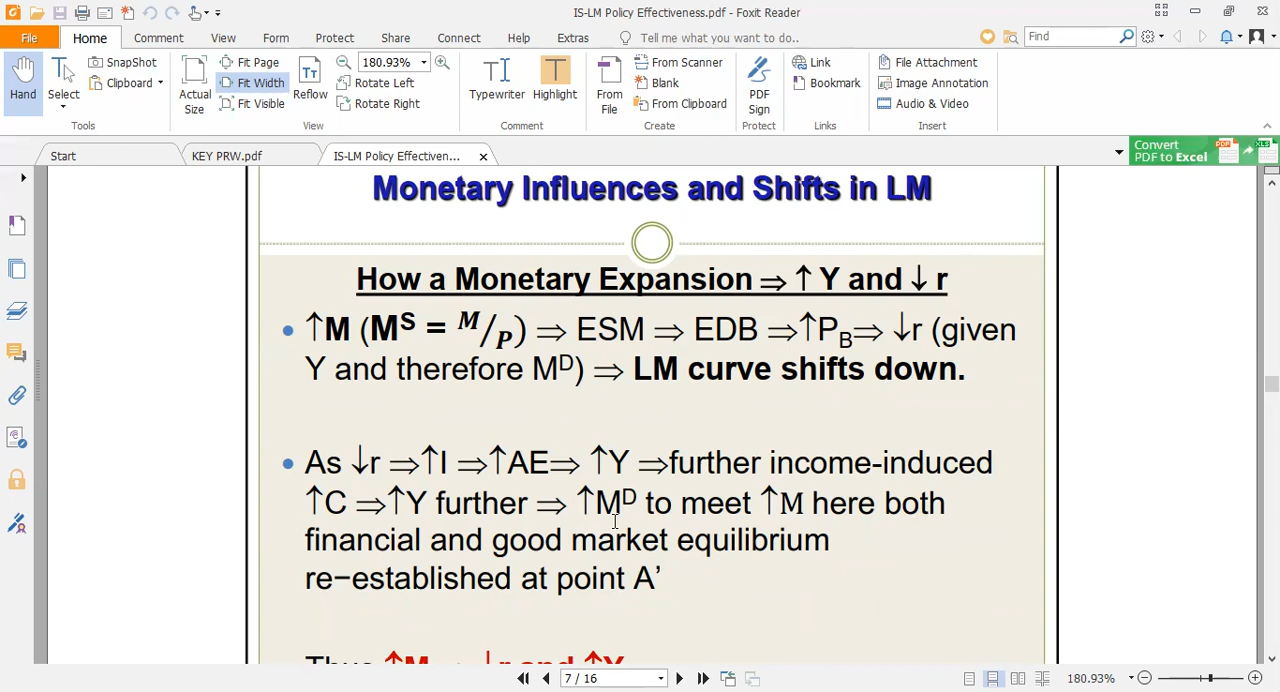 IS-LM Policy Effectiveness.pdf - Foxit Reader
File Home Comment View Form Protect Share Connect Help Extras Tell me what you want to do... Find
Hand Select SnapShot Clipboard Actual Size Fit Page Fit Width Fit Visible Reflow 180.93% Rotate Left Rotate Right Typewriter Highlight From File From Scanner Blank From Clipboard PDF Sign Link Bookmark File Attachment Image Annotation Audio & Video
Tools View Comment Create Protect Links Insert
Start KEY PRW.pdf IS-LM Policy Effectiven... Convert PDF to Excel
Monetary Influences and Shifts in LM
How a Monetary Expansion ⇒ ↑ Y and ↓ r
• ↑M (Mˢ = M/P) ⇒ ESM ⇒ EDB ⇒↑P_B⇒ ↓r (given
Y and therefore Mᴰ) ⇒ LM curve shifts down.
• As ↓r ⇒↑I ⇒↑AE⇒ ↑Y ⇒further income-induced
↑C ⇒↑Y further ⇒ ↑Mᴰ to meet ↑M here both
financial and good market equilibrium
re−established at point A’
Thus ↑M ⇒ ↓r and ↑Y
7 / 16 180.93%